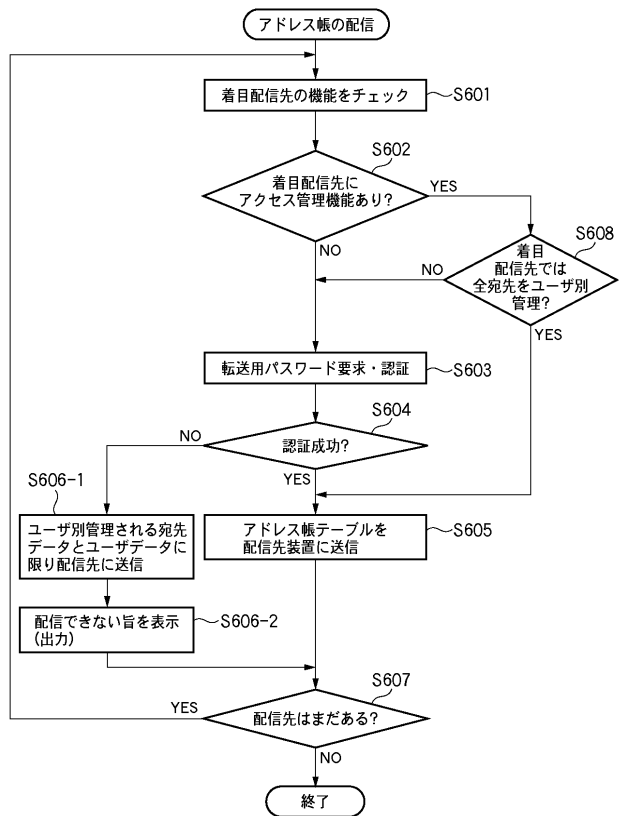 アドレス帳の配信
着目配信先の機能をチェック
S601
S602
着目配信先に
アクセス管理機能あり?
YES
NO
S608
着目
配信先では
全宛先をユーザ別
管理?
NO
YES
転送用パスワード要求・認証
S603
S604
認証成功?
NO
YES
S606-1
ユーザ別管理される宛先
データとユーザデータに
限り配信先に送信
アドレス帳テーブルを
配信先装置に送信
S605
配信できない旨を表示
(出力)
S606-2
S607
配信先はまだある?
YES
NO
終了